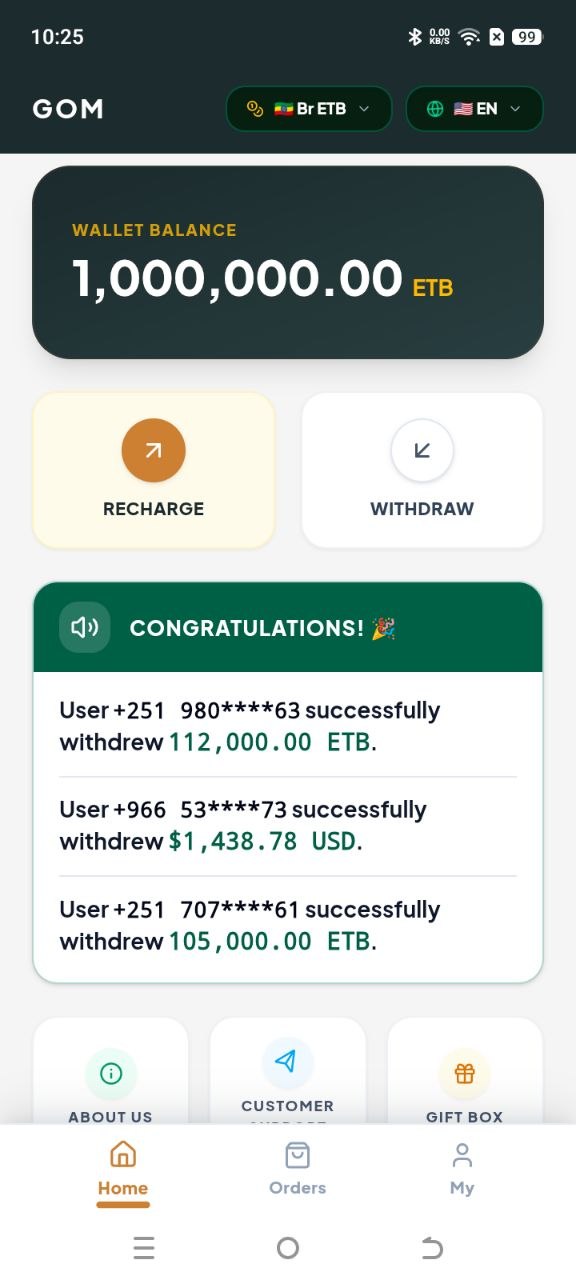 10:25
0.00
KB/S
99
GOM
Br ETB
EN
WALLET BALANCE
1,000,000.00 ETB
RECHARGE
WITHDRAW
CONGRATULATIONS! 🎉
User +251 980****63 successfully
withdrew 112,000.00 ETB.
User +966 53****73 successfully
withdrew $1,438.78 USD.
User +251 707****61 successfully
withdrew 105,000.00 ETB.
ABOUT US
CUSTOMER
GIFT BOX
Home
Orders
My